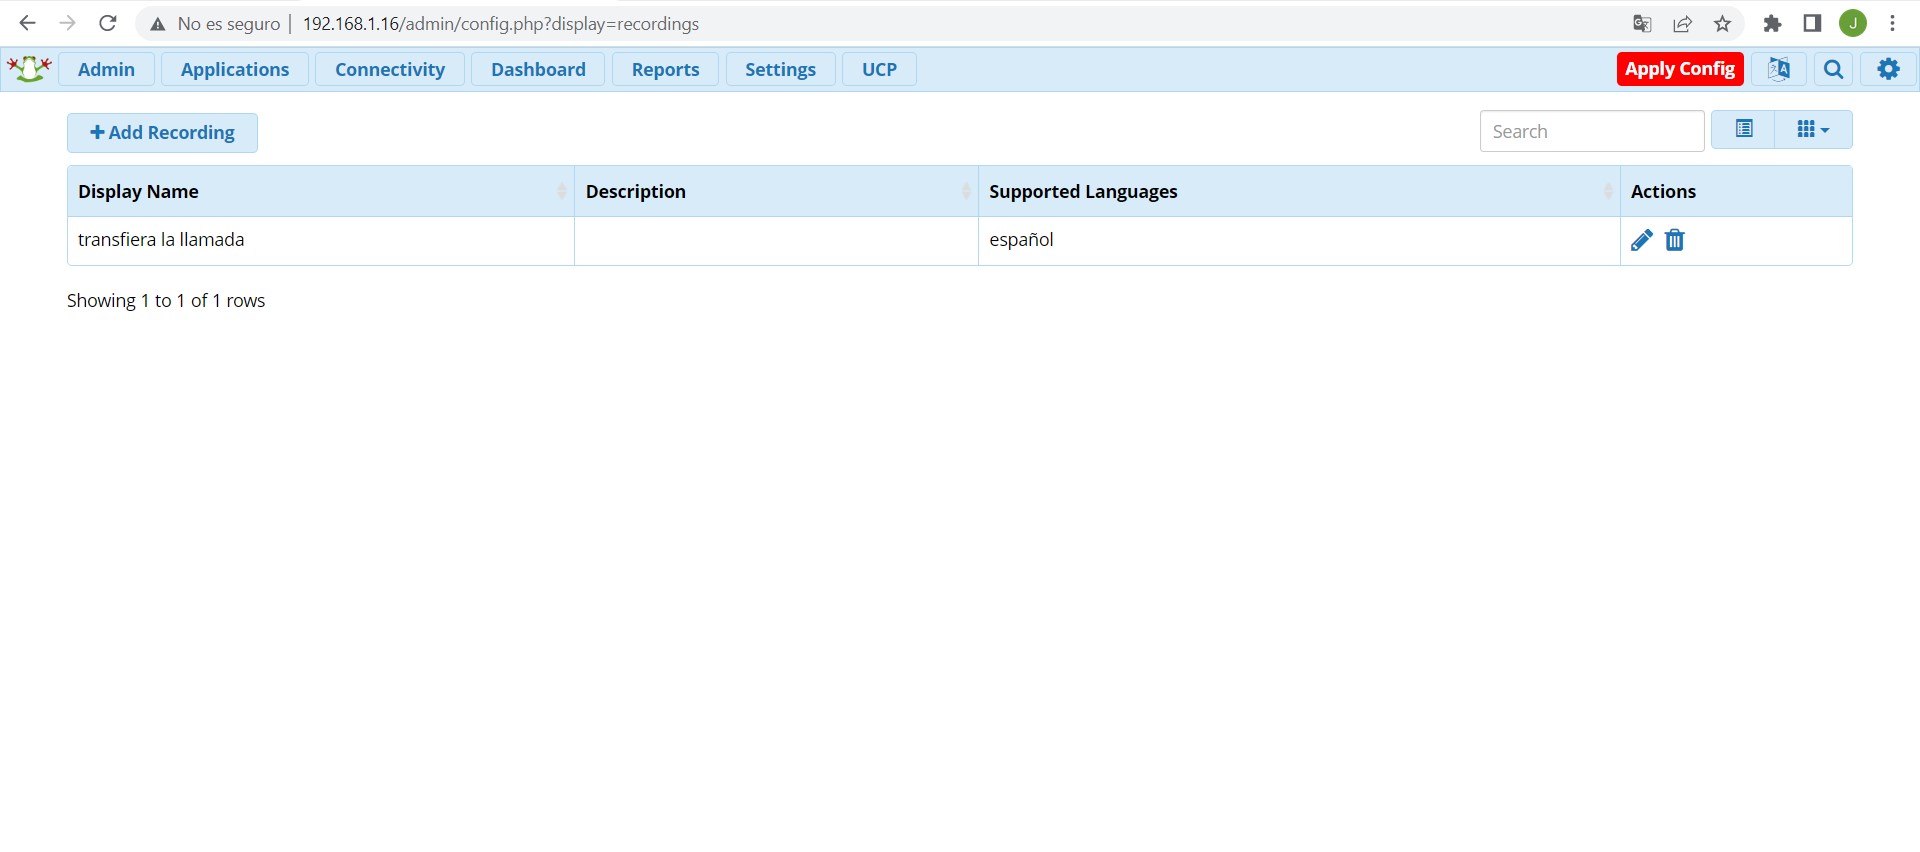 No es seguro | 192.168.1.16/admin/config.php?display=recordings J
Admin Applications Connectivity Dashboard Reports Settings UCP Apply Config
Add Recording Search
Display Name Description Supported Languages Actions
transfiera la llamada español
Showing 1 to 1 of 1 rows